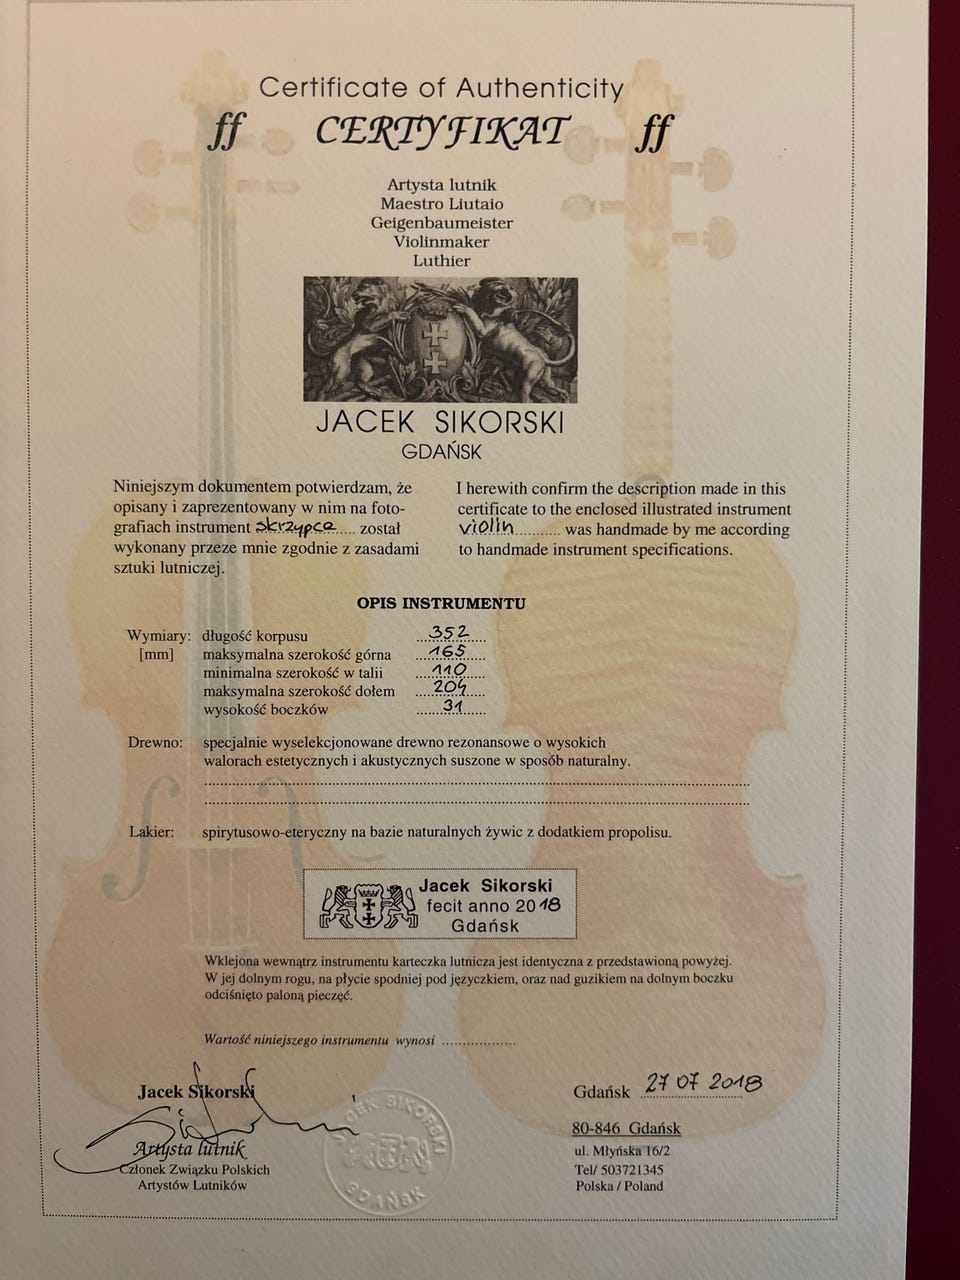 Certificate of Authenticity
ff CERTYFIKAT ff
Artysta lutnik
Maestro Liutaio
Geigenbaumeister
Violinmaker
Luthier
JACEK SIKORSKI
GDAŃSK
Niniejszym dokumentem potwierdzam, że
opisany i zaprezentowany w nim na foto-
grafiach instrument skrzypce..... został
wykonany przeze mnie zgodnie z zasadami
sztuki lutniczej.
I herewith confirm the description made in this
certificate to the enclosed illustrated instrument
violin........... was handmade by me according
to handmade instrument specifications.
OPIS INSTRUMENTU
Wymiary: długość korpusu 352
[mm] maksymalna szerokość górna 165
minimalna szerokość w talii 110
maksymalna szerokość dołem 204
wysokość boczków 31
Drewno: specjalnie wyselekcjonowane drewno rezonansowe o wysokich
walorach estetycznych i akustycznych suszone w sposób naturalny.
Lakier: spirytusowo-eteryczny na bazie naturalnych żywic z dodatkiem propolisu.
Jacek Sikorski
fecit anno 2018
Gdańsk
Wklejona wewnątrz instrumentu karteczka lutnicza jest identyczna z przedstawioną powyżej.
W jej dolnym rogu, na płycie spodniej pod języczkiem, oraz nad guzikiem na dolnym boczku
odciśnięto paloną pieczęć.
Wartość niniejszego instrumentu wynosi ..................
Jacek Sikorski
Artysta lutnik
Członek Związku Polskich
Artystów Lutników
JACEK SIKORSKI
GDAŃSK
Gdańsk 27 07 2018
80-846 Gdańsk
ul. Młyńska 16/2
Tel/ 503721345
Polska / Poland